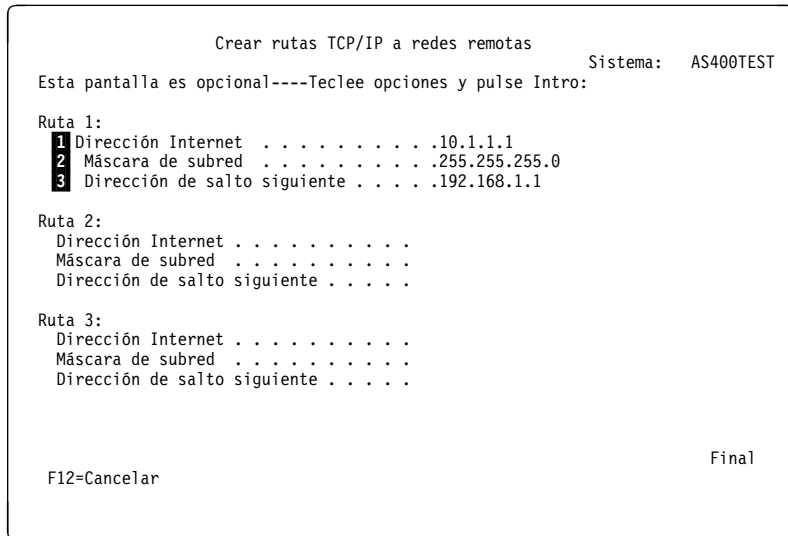 Crear rutas TCP/IP a redes remotas
Sistema: AS400TEST
Esta pantalla es opcional----Teclee opciones y pulse Intro:
Ruta 1:
1 Dirección Internet . . . . . . . . . .10.1.1.1
2 Máscara de subred . . . . . . . . . .255.255.255.0
3 Dirección de salto siguiente . . . . .192.168.1.1
Ruta 2:
Dirección Internet . . . . . . . . . .
Máscara de subred . . . . . . . . . .
Dirección de salto siguiente . . . . .
Ruta 3:
Dirección Internet . . . . . . . . . .
Máscara de subred . . . . . . . . . .
Dirección de salto siguiente . . . . .
Final
F12=Cancelar